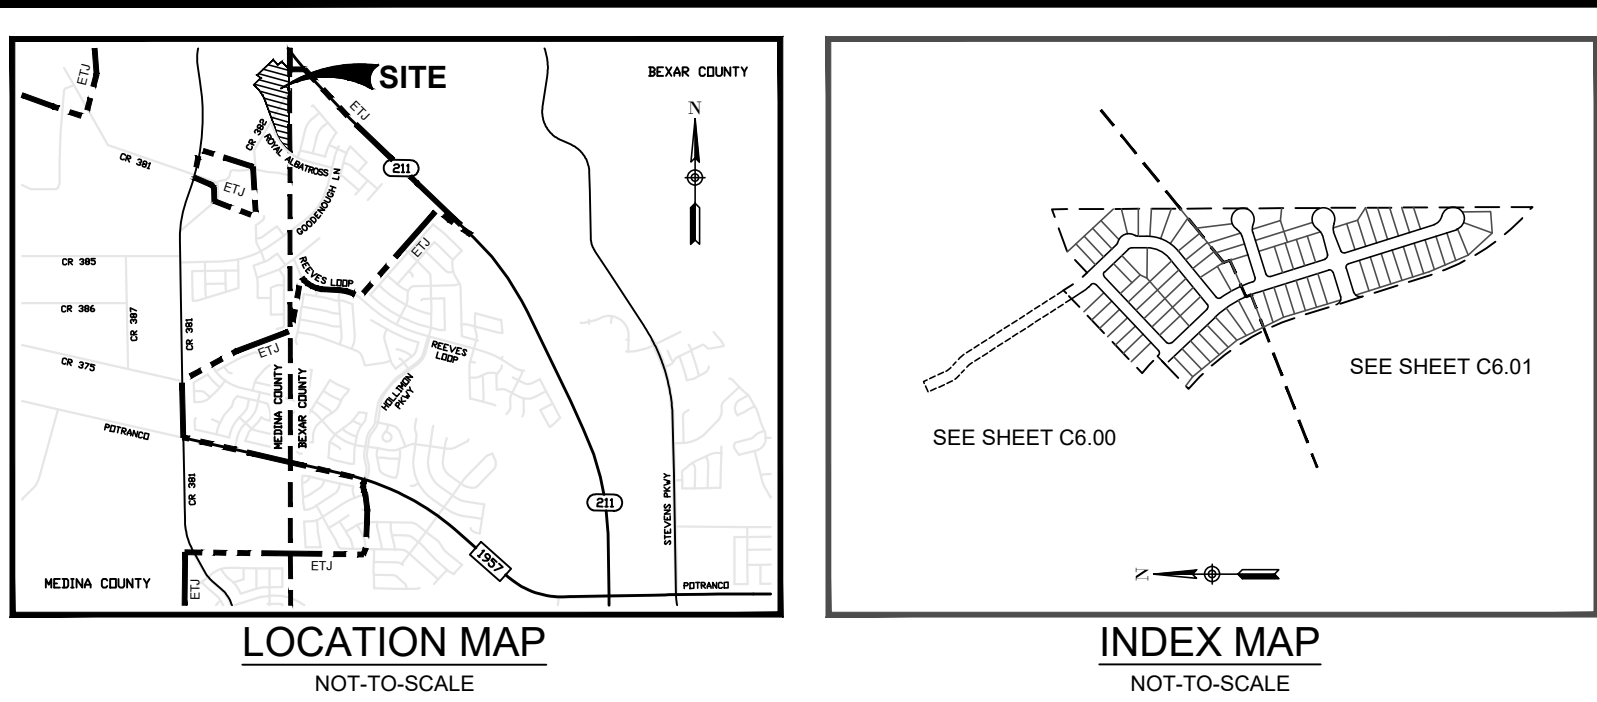 SITE
BEXAR COUNTY
N
ETJ
ETJ
CR 382
ROYAL ALBATROSS
CR 381
211
ETJ
GOODENOUGH LN
ETJ
CR 385
REEVES LOOP
CR 386
CR 387
CR 381
ETJ
REEVES
LOOP
CR 375
MEDINA COUNTY
BEXAR COUNTY
HOLLIMON
PKWY
POTRANCO
CR 381
211
STEVENS PKWY
1957
ETJ
ETJ
MEDINA COUNTY
POTRANCO
LOCATION MAP
NOT-TO-SCALE
SEE SHEET C6.01
SEE SHEET C6.00
N
INDEX MAP
NOT-TO-SCALE